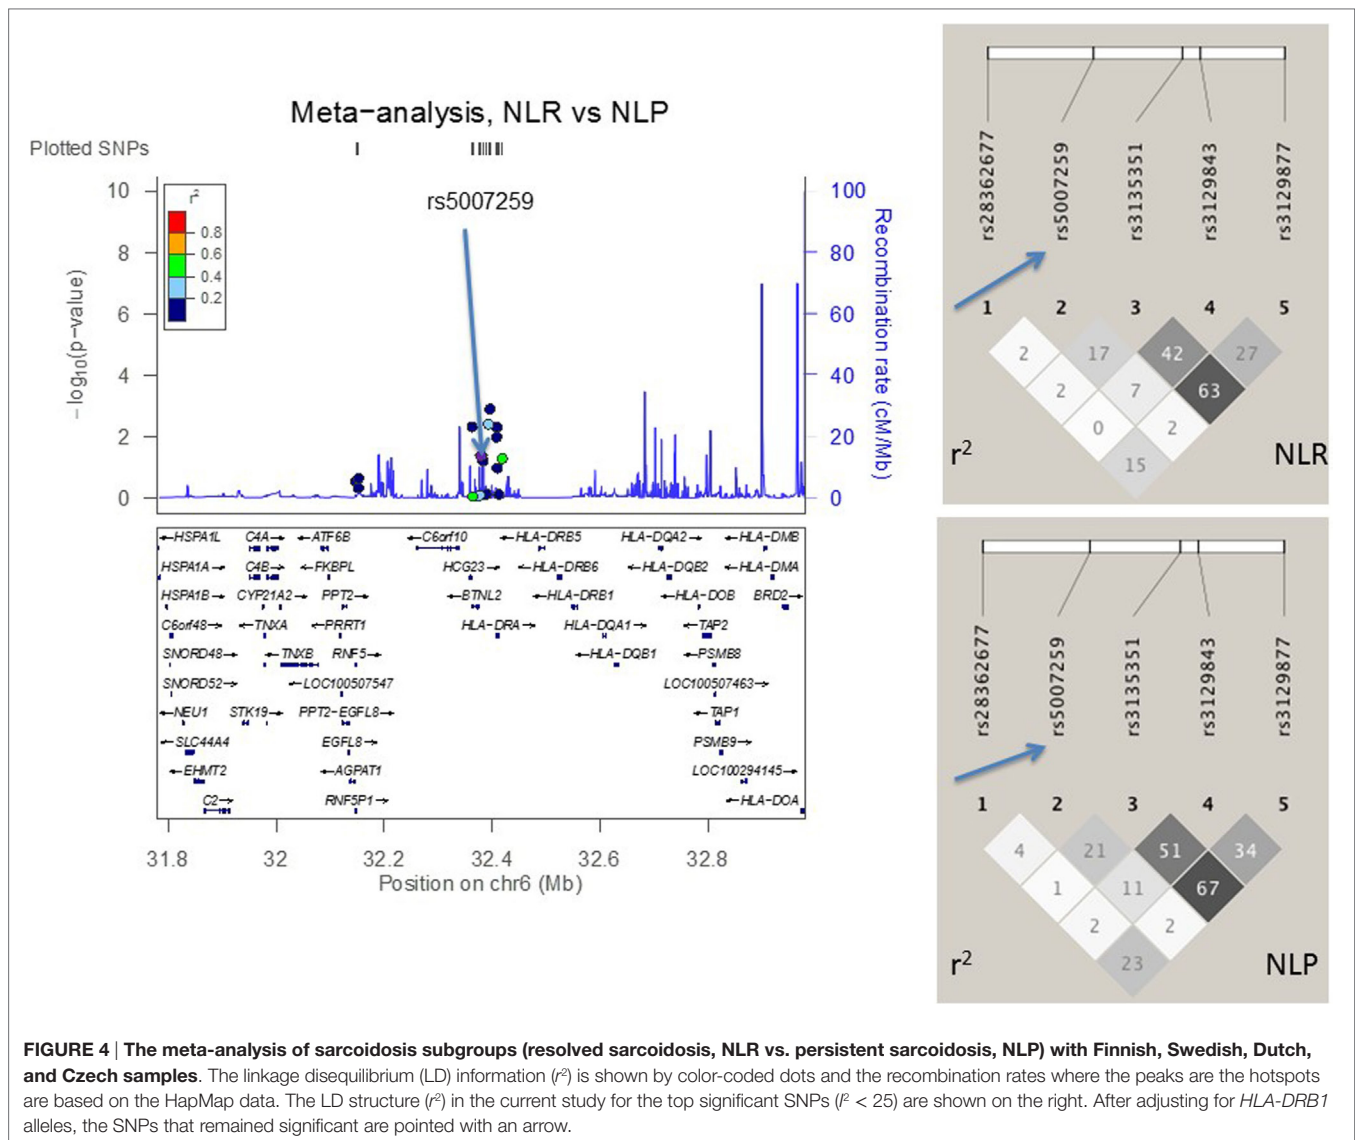 Meta−analysis, NLR vs NLP
Plotted SNPs
rs5007259
r²
0.8
0.6
0.4
0.2
10
8
6
4
2
0
−log10(p−value)
100
80
60
40
20
0
Recombination rate (cM/Mb)
←HSPA1L C4A→ ←ATF6B ←C6orf10 ←HLA−DRB5 HLA−DQA2→ ←HLA−DMB
HSPA1A→ C4B→ ←FKBPL HCG23→ ←HLA−DRB6 ←HLA−DQB2 ←HLA−DMA
HSPA1B→ CYP21A2→ PPT2→ ←BTNL2 ←HLA−DRB1 ←HLA−DOB BRD2→
C6orf48→ ←TNXA ←PRRT1 HLA−DRA→ HLA−DQA1→ ←TAP2
SNORD48→ ←TNXB RNF5→ ←HLA−DQB1 ←PSMB8
SNORD52→ ←LOC100507547 LOC100507463→
←NEU1 STK19→ PPT2−EGFL8→ ←TAP1
←SLC44A4 EGFL8→ PSMB9→
←EHMT2 ←AGPAT1 LOC100294145→
C2→ RNF5P1→ ←HLA−DOA
31.8 32 32.2 32.4 32.6 32.8
Position on chr6 (Mb)
rs28362677 rs5007259 rs3135351 rs3129843 rs3129877
1 2 3 4 5
2 17 42 27
2 7 63
0 2
15
r² NLR
rs28362677 rs5007259 rs3135351 rs3129843 rs3129877
1 2 3 4 5
4 21 51 34
1 11 67
2 2
23
r² NLP
FIGURE 4 | The meta-analysis of sarcoidosis subgroups (resolved sarcoidosis, NLR vs. persistent sarcoidosis, NLP) with Finnish, Swedish, Dutch,
and Czech samples. The linkage disequilibrium (LD) information (r²) is shown by color-coded dots and the recombination rates where the peaks are the hotspots
are based on the HapMap data. The LD structure (r²) in the current study for the top significant SNPs (I² < 25) are shown on the right. After adjusting for HLA-DRB1
alleles, the SNPs that remained significant are pointed with an arrow.